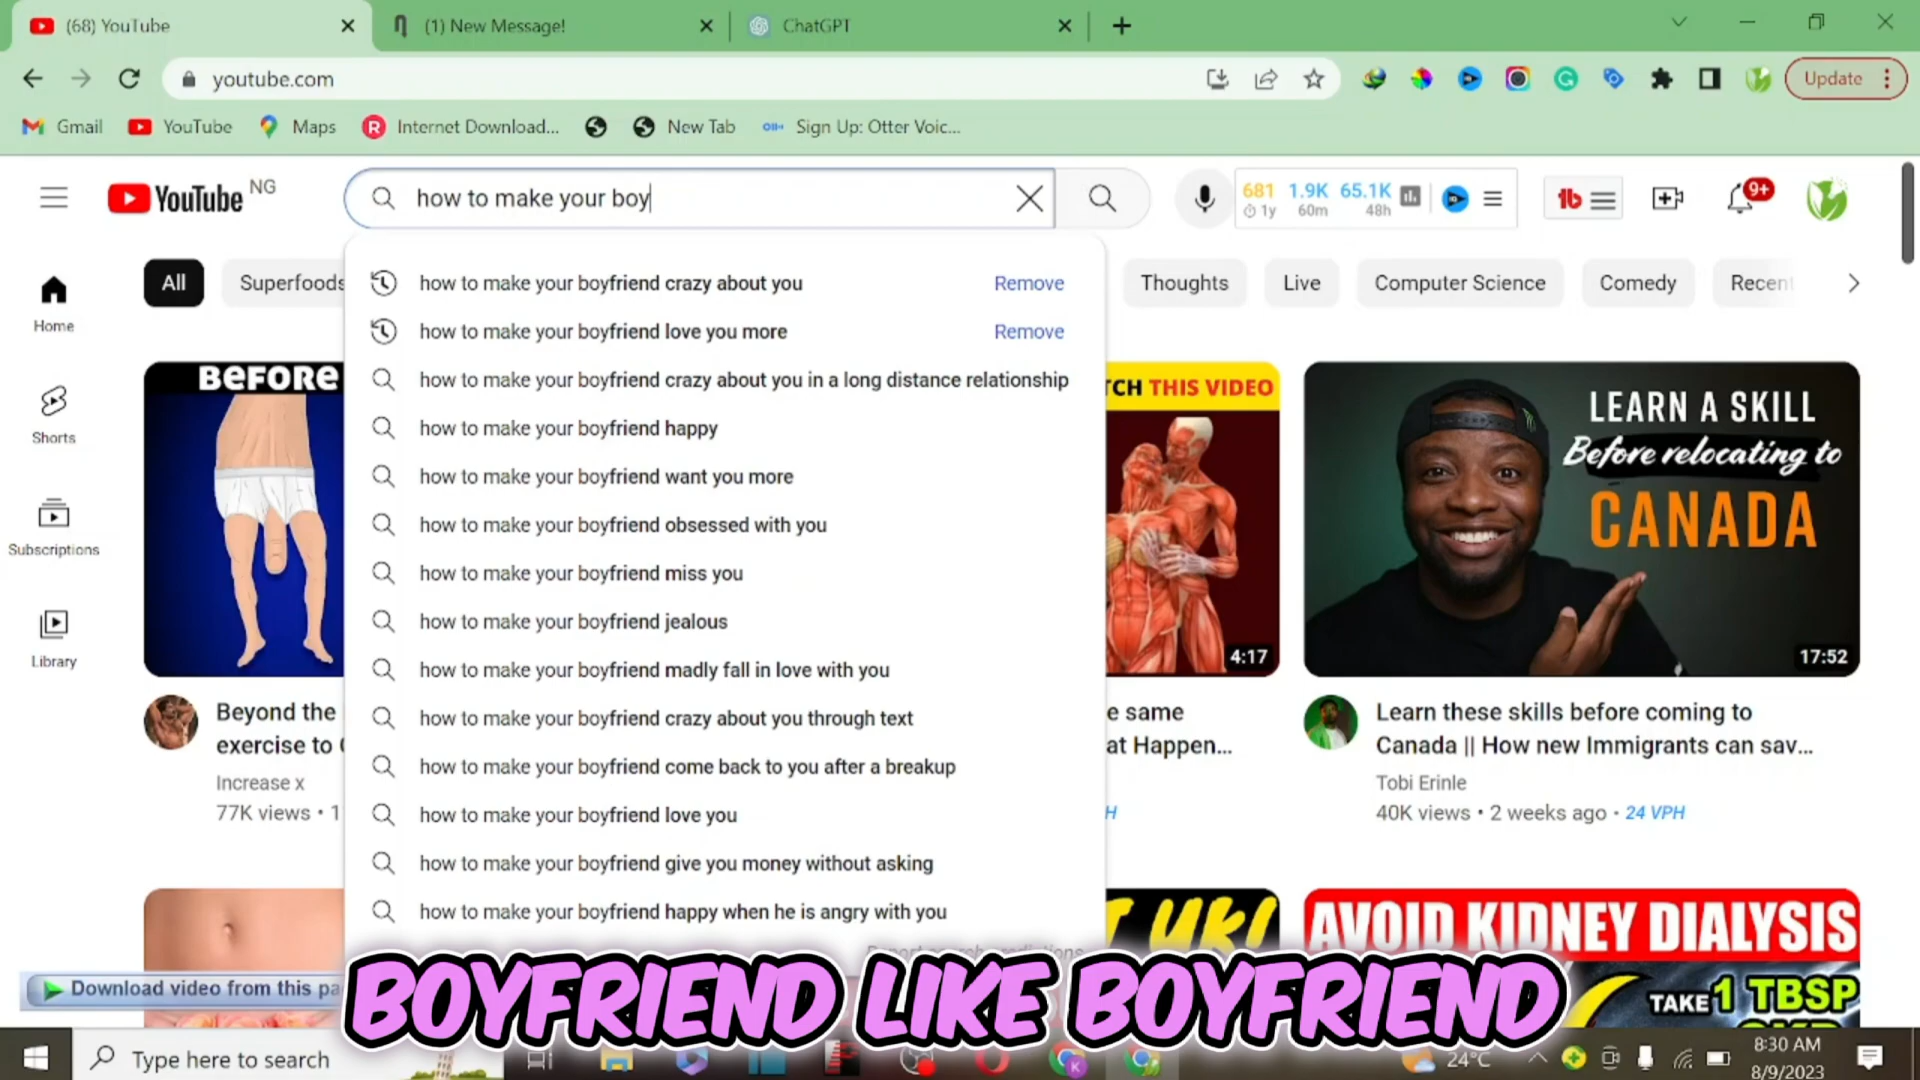 (68) YouTube
(1) New Message!
ChatGPT
youtube.com
Update
Gmail
YouTube
Maps
Internet Download...
New Tab
Sign Up: Otter Voic...
YouTube NG
how to make your boy
681 1.9K 65.1K
1y 60m 48h
9+
All
Superfoods
Thoughts
Live
Computer Science
Comedy
Recent
Home
Shorts
Subscriptions
Library
how to make your boyfriend crazy about you Remove
how to make your boyfriend love you more Remove
how to make your boyfriend crazy about you in a long distance relationship
how to make your boyfriend happy
how to make your boyfriend want you more
how to make your boyfriend obsessed with you
how to make your boyfriend miss you
how to make your boyfriend jealous
how to make your boyfriend madly fall in love with you
how to make your boyfriend crazy about you through text
how to make your boyfriend come back to you after a breakup
how to make your boyfriend love you
how to make your boyfriend give you money without asking
how to make your boyfriend happy when he is angry with you
BEFORE
Beyond the
exercise to
Increase x
77K views • 1
THIS VIDEO
4:17
e same
at Happen...
LEARN A SKILL
Before relocating to
CANADA
17:52
Learn these skills before coming to
Canada || How new Immigrants can sav...
Tobi Erinle
40K views • 2 weeks ago • 24 VPH
UK!
AVOID KIDNEY DIALYSIS
TAKE 1 TBSP
Download video from this pa
BOYFRIEND LIKE BOYFRIEND
Type here to search
24°C
8:30 AM
8/9/2023